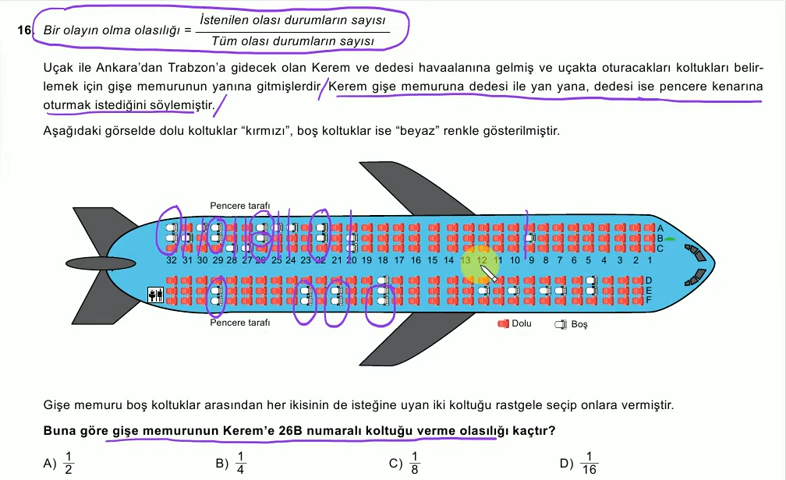 16. Bir olayın olma olasılığı = İstenilen olası durumların sayısı / Tüm olası durumların sayısı
Uçak ile Ankara’dan Trabzon’a gidecek olan Kerem ve dedesi havaalanına gelmiş ve uçakta oturacakları koltukları belir-
lemek için gişe memurunun yanına gitmişlerdir. Kerem gişe memuruna dedesi ile yan yana, dedesi ise pencere kenarına
oturmak istediğini söylemiştir.
Aşağıdaki görselde dolu koltuklar “kırmızı”, boş koltuklar ise “beyaz” renkle gösterilmiştir.
Pencere tarafı
A
B
C
32 31 30 29 28 27 26 25 24 23 22 21 20 19 18 17 16 15 14 13 12 11 10 9 8 7 6 5 4 3 2 1
D
E
F
Pencere tarafı
Dolu Boş
Gişe memuru boş koltuklar arasından her ikisinin de isteğine uyan iki koltuğu rastgele seçip onlara vermiştir.
Buna göre gişe memurunun Kerem’e 26B numaralı koltuğu verme olasılığı kaçtır?
A) 1/2 B) 1/4 C) 1/8 D) 1/16